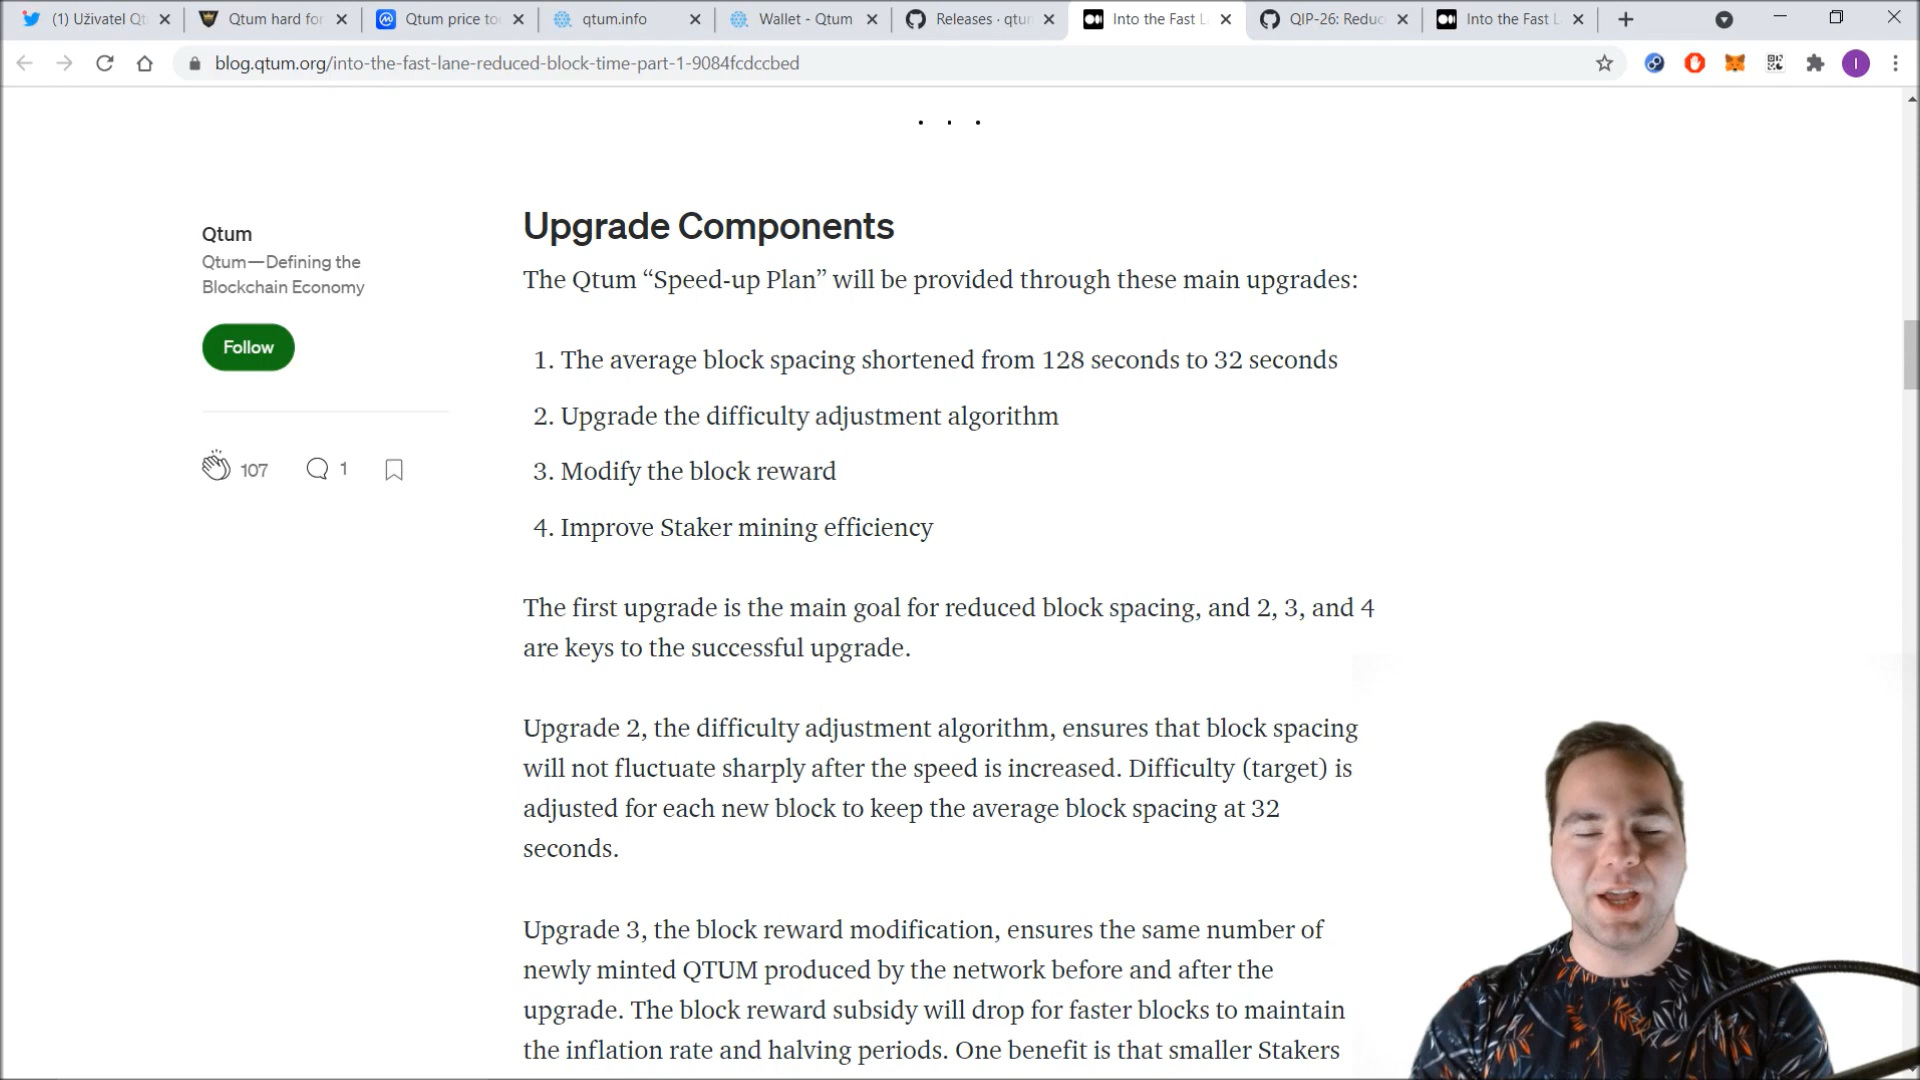 (1) Uživatel Qt
Qtum hard for
Qtum price to
qtum.info
Wallet - Qtum
Releases · qtu
Into the Fast L
QIP-26: Reduc
Into the Fast L
blog.qtum.org/into-the-fast-lane-reduced-block-time-part-1-9084fcdccbed
I
. . .
Qtum
Qtum—Defining the
Blockchain Economy
Follow
107
1
Upgrade Components
The Qtum “Speed-up Plan” will be provided through these main upgrades:
1. The average block spacing shortened from 128 seconds to 32 seconds
2. Upgrade the difficulty adjustment algorithm
3. Modify the block reward
4. Improve Staker mining efficiency
The first upgrade is the main goal for reduced block spacing, and 2, 3, and 4
are keys to the successful upgrade.
Upgrade 2, the difficulty adjustment algorithm, ensures that block spacing
will not fluctuate sharply after the speed is increased. Difficulty (target) is
adjusted for each new block to keep the average block spacing at 32
seconds.
Upgrade 3, the block reward modification, ensures the same number of
newly minted QTUM produced by the network before and after the
upgrade. The block reward subsidy will drop for faster blocks to maintain
the inflation rate and halving periods. One benefit is that smaller Stakers